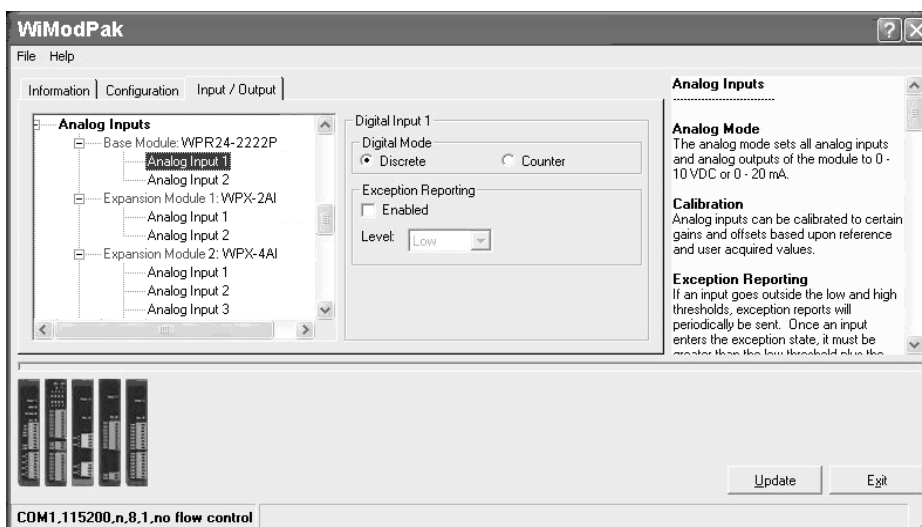 WiModPak
File Help
Information Configuration Input / Output
Analog Inputs
Base Module: WPR24-2222P
Analog Input 1
Analog Input 2
Expansion Module 1: WPX-2AI
Analog Input 1
Analog Input 2
Expansion Module 2: WPX-4AI
Analog Input 1
Analog Input 2
Analog Input 3
Digital Input 1
Digital Mode
Discrete Counter
Exception Reporting
Enabled
Level: Low
Analog Inputs
----------------------------
Analog Mode
The analog mode sets all analog inputs
and analog outputs of the module to 0 -
10 VDC or 0 - 20 mA.
Calibration
Analog inputs can be calibrated to certain
gains and offsets based upon reference
and user acquired values.
Exception Reporting
If an input goes outside the low and high
thresholds, exception reports will
periodically be sent. Once an input
enters the exception state, it must be
greater than the low threshold plus the
Update Exit
COM1,115200,n,8,1,no flow control